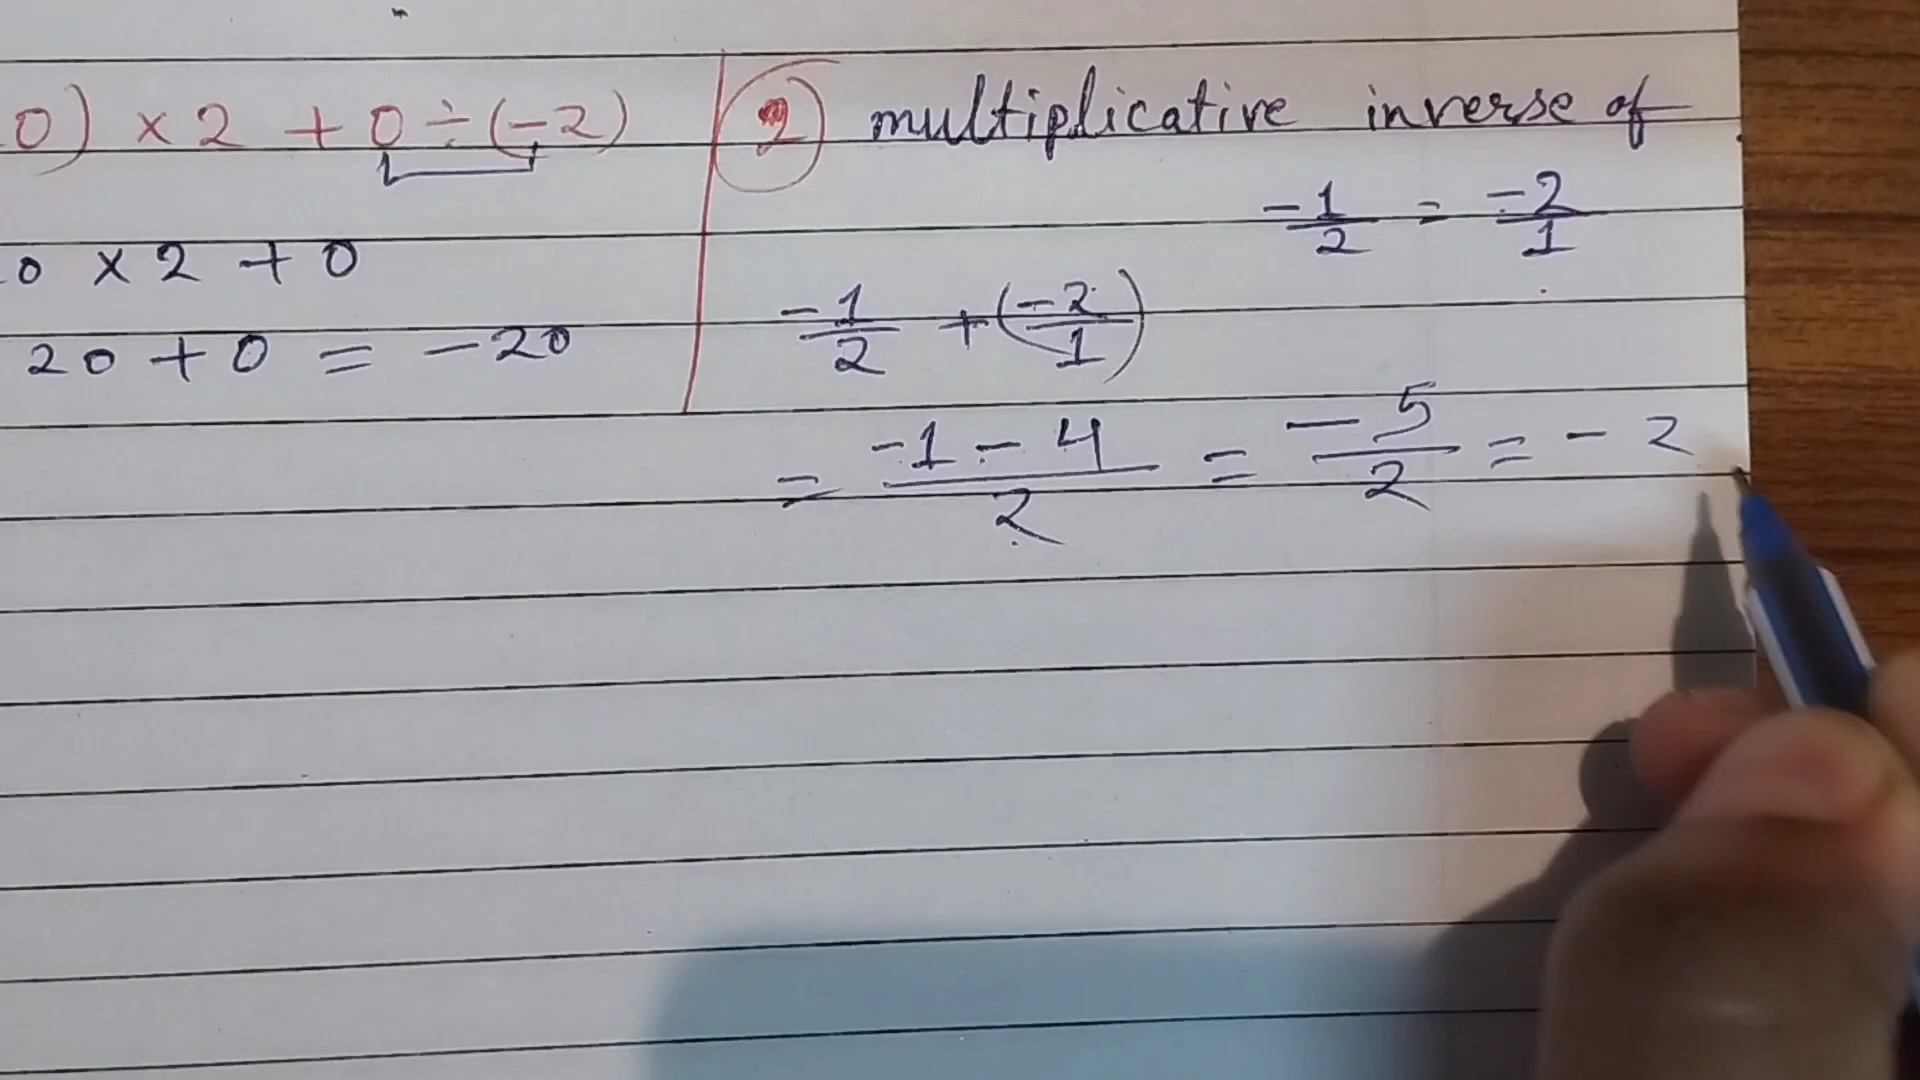 0) × 2 + 0 ÷ (-2)
0 × 2 + 0
20 + 0 = -20
2 multiplicative inverse of
-1/2 = -2/1
-1/2 + (-2/1)
= -1 - 4/2 = -5/2 = -2